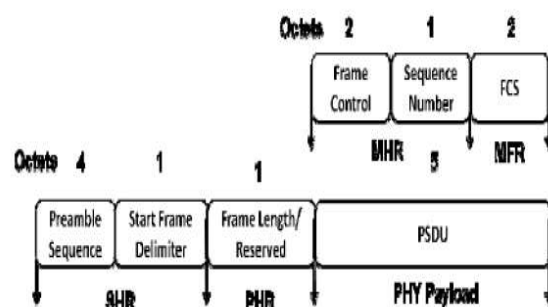 Octets 2 1 2
Frame Control
Sequence Number
FCS
MHR
MFR
Octets 4 1 1 5
Preamble Sequence
Start Frame Delimiter
Frame Length/ Reserved
PSDU
SHR
PHR
PHY Payload